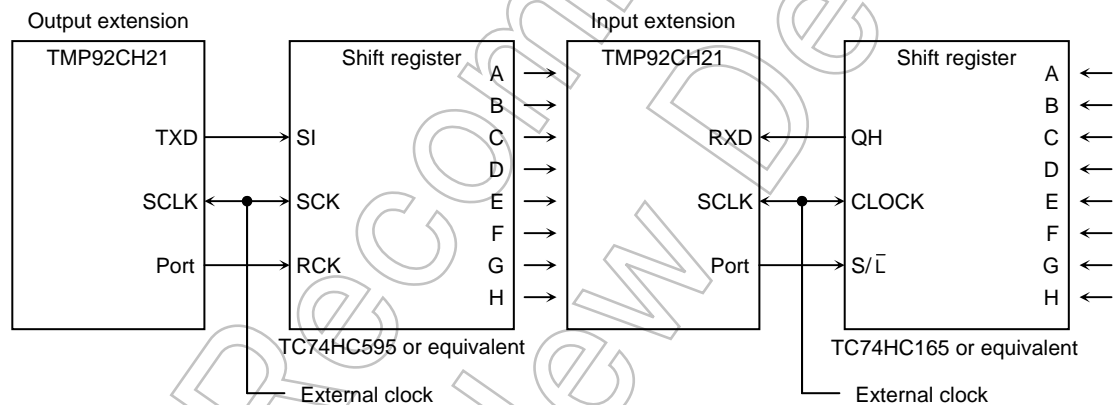 Output extension
TMP92CH21
TXD
SCLK
Port
Shift register
SI
SCK
RCK
A
B
C
D
E
F
G
H
TC74HC595 or equivalent
External clock
Input extension
TMP92CH21
RXD
SCLK
Port
Shift register
QH
CLOCK
S/L̅
A
B
C
D
E
F
G
H
TC74HC165 or equivalent
External clock